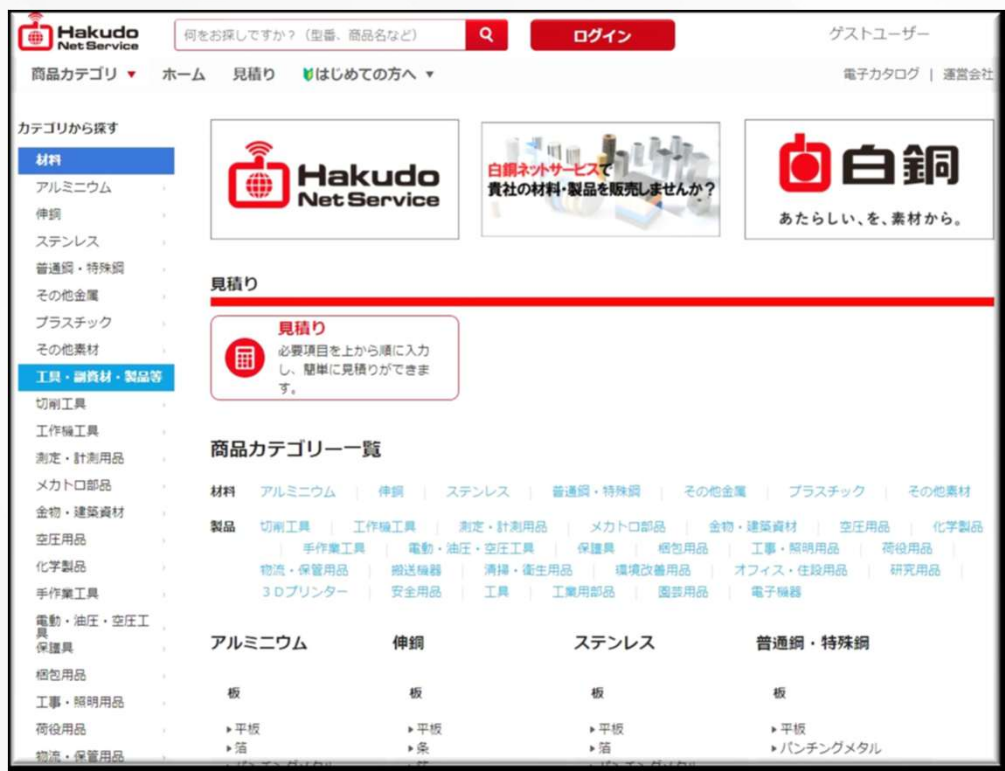 Hakudo
Net Service
何をお探しですか？（型番、商品名など）
ログイン
ゲストユーザー
商品カテゴリ ▼
ホーム
見積り
はじめての方へ ▼
電子カタログ | 運営会社
カテゴリから探す
材料
アルミニウム
伸銅
ステンレス
普通鋼・特殊鋼
その他金属
プラスチック
その他素材
工具・副資材・製品等
切削工具
工作機工具
測定・計測用品
メカトロ部品
金物・建築資材
空圧用品
化学製品
手作業工具
電動・油圧・空圧工
具
保護具
梱包用品
工事・照明用品
荷役用品
物流・保管用品
Hakudo
Net Service
白銅ネットサービスで
貴社の材料・製品を販売しませんか？
白銅
あたらしい、を、素材から。
見積り
見積り
必要項目を上から順に入力
し、簡単に見積りができま
す。
商品カテゴリー一覧
材料 アルミニウム | 伸銅 | ステンレス | 普通鋼・特殊鋼 | その他金属 | プラスチック | その他素材
製品 切削工具 | 工作機工具 | 測定・計測用品 | メカトロ部品 | 金物・建築資材 | 空圧用品 | 化学製品
手作業工具 | 電動・油圧・空圧工具 | 保護具 | 梱包用品 | 工事・照明用品 | 荷役用品
物流・保管用品 | 搬送機器 | 清掃・衛生用品 | 環境改善用品 | オフィス・住設用品 | 研究用品
３Ｄプリンター | 安全用品 | 工具 | 工業用部品 | 園芸用品 | 電子機器
アルミニウム
板
平板
箔
パンチングメタル
伸銅
板
平板
条
箔
ステンレス
板
平板
箔
パンチングメタル
普通鋼・特殊鋼
板
平板
パンチングメタル